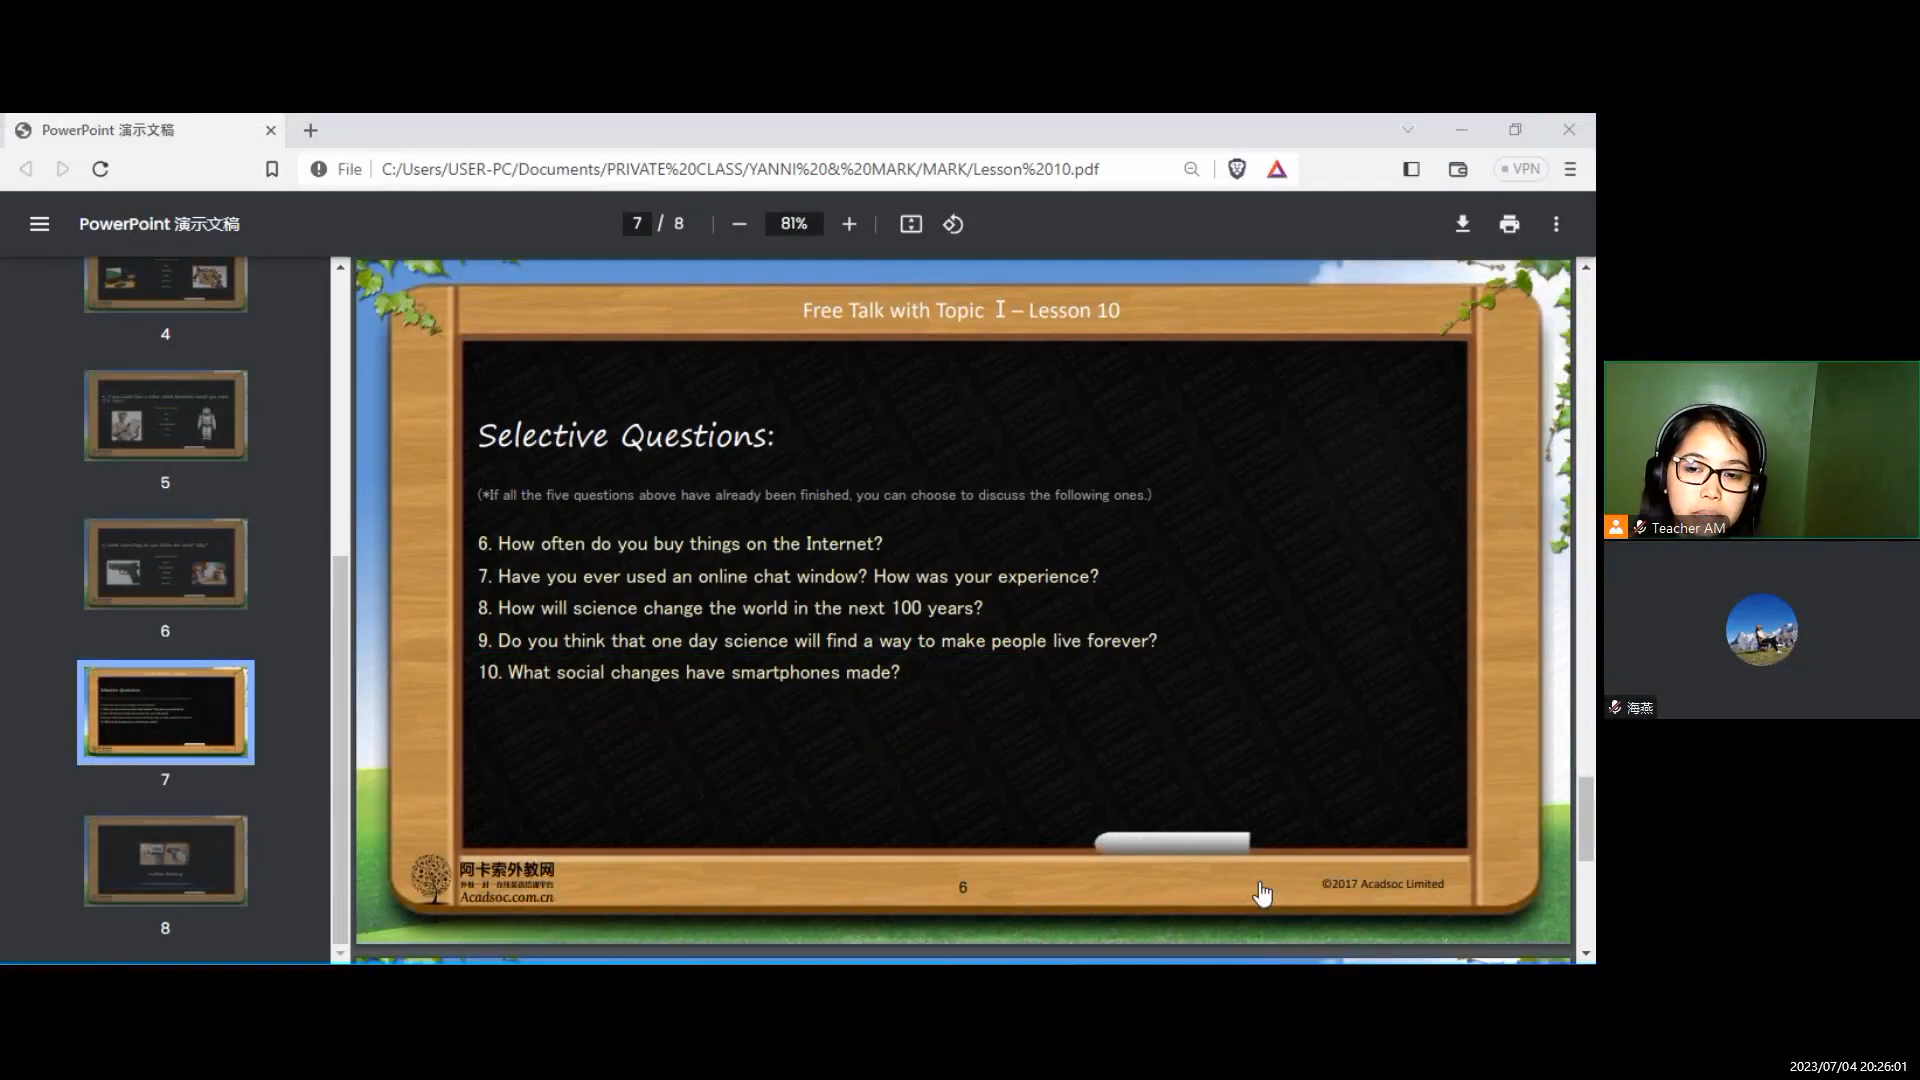 PowerPoint 演示文稿
File C:/Users/USER-PC/Documents/PRIVATE%20CLASS/YANNI%20&%20MARK/MARK/Lesson%2010.pdf
VPN
PowerPoint 演示文稿
7 / 8
81%
4
5
6
7
8
Free Talk with Topic Ⅰ – Lesson 10
Selective Questions:
(*If all the five questions above have already been finished, you can choose to discuss the following ones.)
6. How often do you buy things on the Internet?
7. Have you ever used an online chat window? How was your experience?
8. How will science change the world in the next 100 years?
9. Do you think that one day science will find a way to make people live forever?
10. What social changes have smartphones made?
阿卡索外教网
Acadsoc.com.cn
6
©2017 Acadsoc Limited
Teacher AM
海燕
2023/07/04 20:26:01